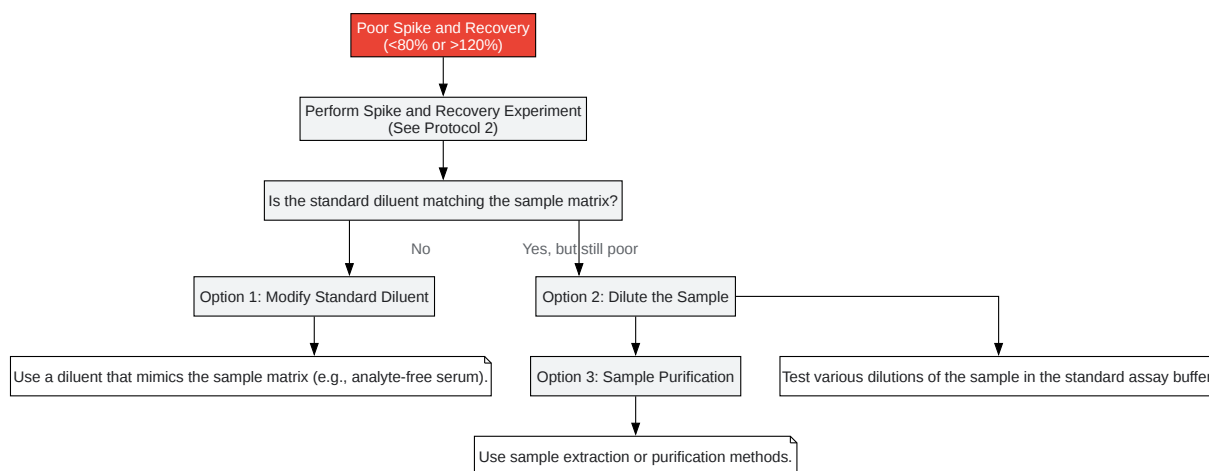 Poor Spike and Recovery
(<80% or >120%)
Perform Spike and Recovery Experiment
(See Protocol 2)
Is the standard diluent matching the sample matrix?
No
Yes, but still poor
Option 1: Modify Standard Diluent
Option 2: Dilute the Sample
Use a diluent that mimics the sample matrix (e.g., analyte-free serum).
Option 3: Sample Purification
Test various dilutions of the sample in the standard assay buffer
Use sample extraction or purification methods.